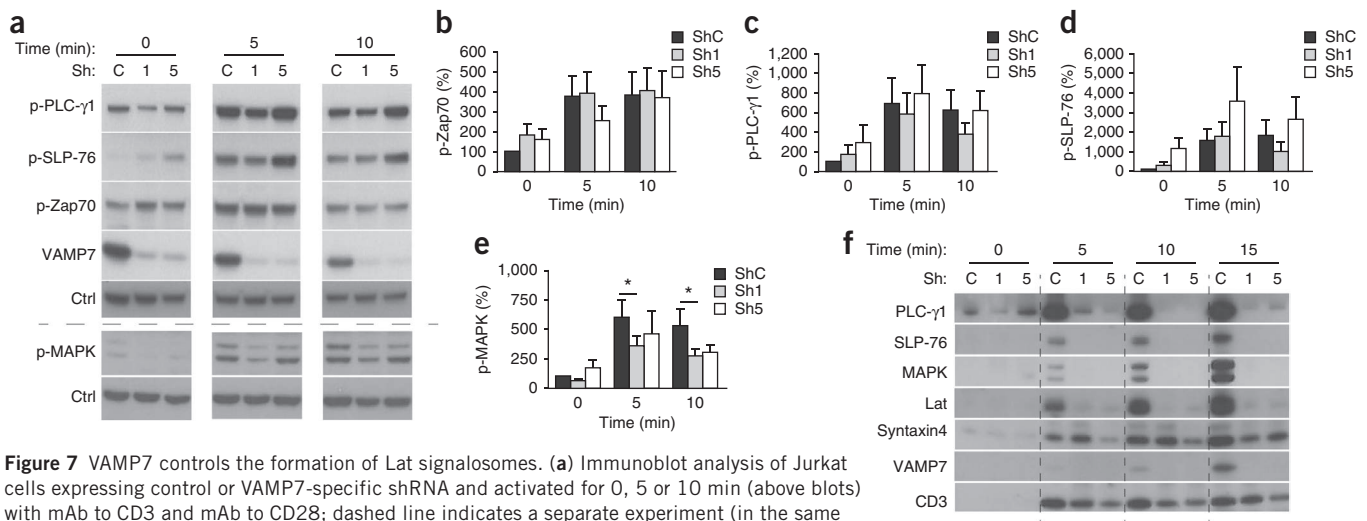 a
Time (min): 0 5 10
Sh: C 1 5 C 1 5 C 1 5
p-PLC-γ1
p-SLP-76
p-Zap70
VAMP7
Ctrl
p-MAPK
Ctrl
b
ShC
Sh1
Sh5
600
500
400
300
200
100
0
p-Zap70 (%)
0 5 10
Time (min)
c
ShC
Sh1
Sh5
1,200
1,000
800
600
400
200
0
p-PLC-γ1 (%)
0 5 10
Time (min)
d
ShC
Sh1
Sh5
6,000
5,000
4,000
3,000
2,000
1,000
0
p-SLP-76 (%)
0 5 10
Time (min)
e
ShC
Sh1
Sh5
1,000
750
500
250
0
p-MAPK (%)
* *
0 5 10
Time (min)
f
Time (min): 0 5 10 15
Sh: C 1 5 C 1 5 C 1 5 C 1 5
PLC-γ1
SLP-76
MAPK
Lat
Syntaxin4
VAMP7
CD3
Figure 7 VAMP7 controls the formation of Lat signalosomes. (a) Immunoblot analysis of Jurkat
cells expressing control or VAMP7-specific shRNA and activated for 0, 5 or 10 min (above blots)
with mAb to CD3 and mAb to CD28; dashed line indicates a separate experiment (in the same